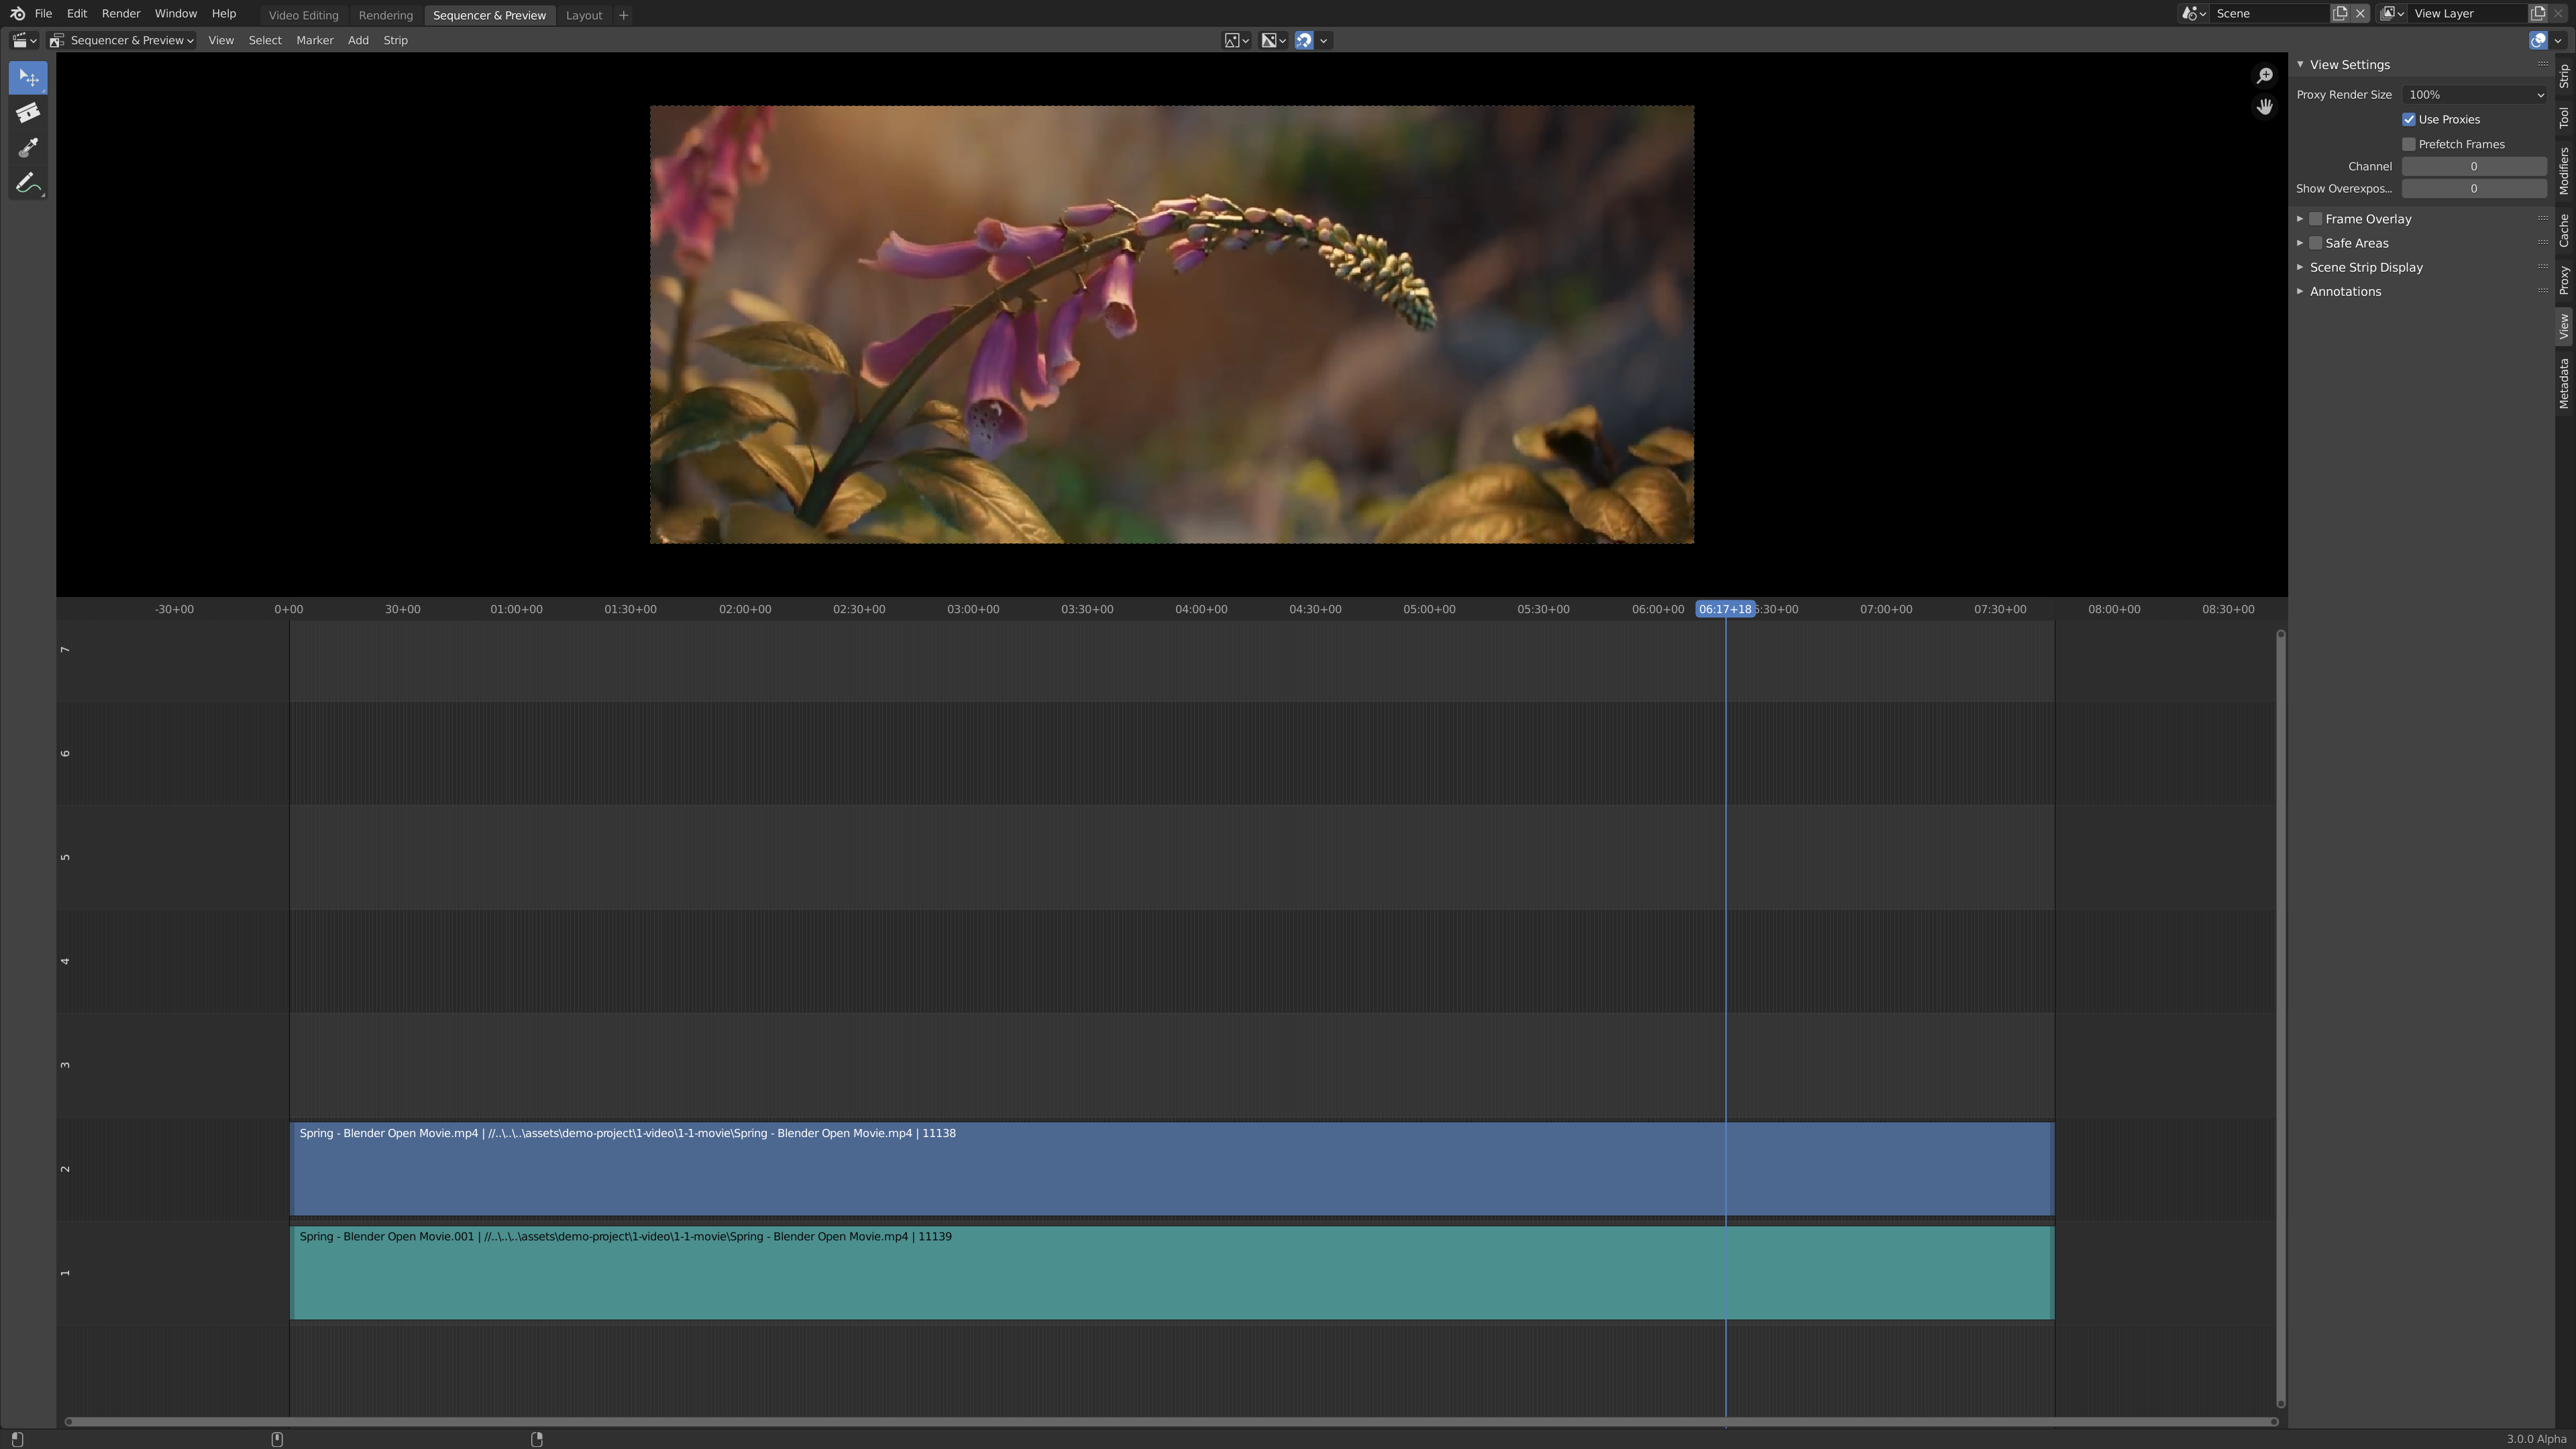 File Edit Render Window Help Video Editing Rendering Sequencer & Preview Layout Scene View Layer
Sequencer & Preview View Select Marker Add Strip
View Settings
Proxy Render Size 100%
Use Proxies
Prefetch Frames
Channel 0
Show Overexpos... 0
Frame Overlay
Safe Areas
Scene Strip Display
Annotations
Strip
Tool
Modifiers
Cache
Proxy
View
Metadata
-30+00 0+00 30+00 01:00+00 01:30+00 02:00+00 02:30+00 03:00+00 03:30+00 04:00+00 04:30+00 05:00+00 05:30+00 06:00+00 06:17+18 5:30+00 07:00+00 07:30+00 08:00+00 08:30+00
7
6
5
4
3
2
Spring - Blender Open Movie.mp4 | //..\..\..\assets\demo-project\1-video\1-1-movie\Spring - Blender Open Movie.mp4 | 11138
1
Spring - Blender Open Movie.001 | //..\..\..\assets\demo-project\1-video\1-1-movie\Spring - Blender Open Movie.mp4 | 11139
3.0.0 Alpha